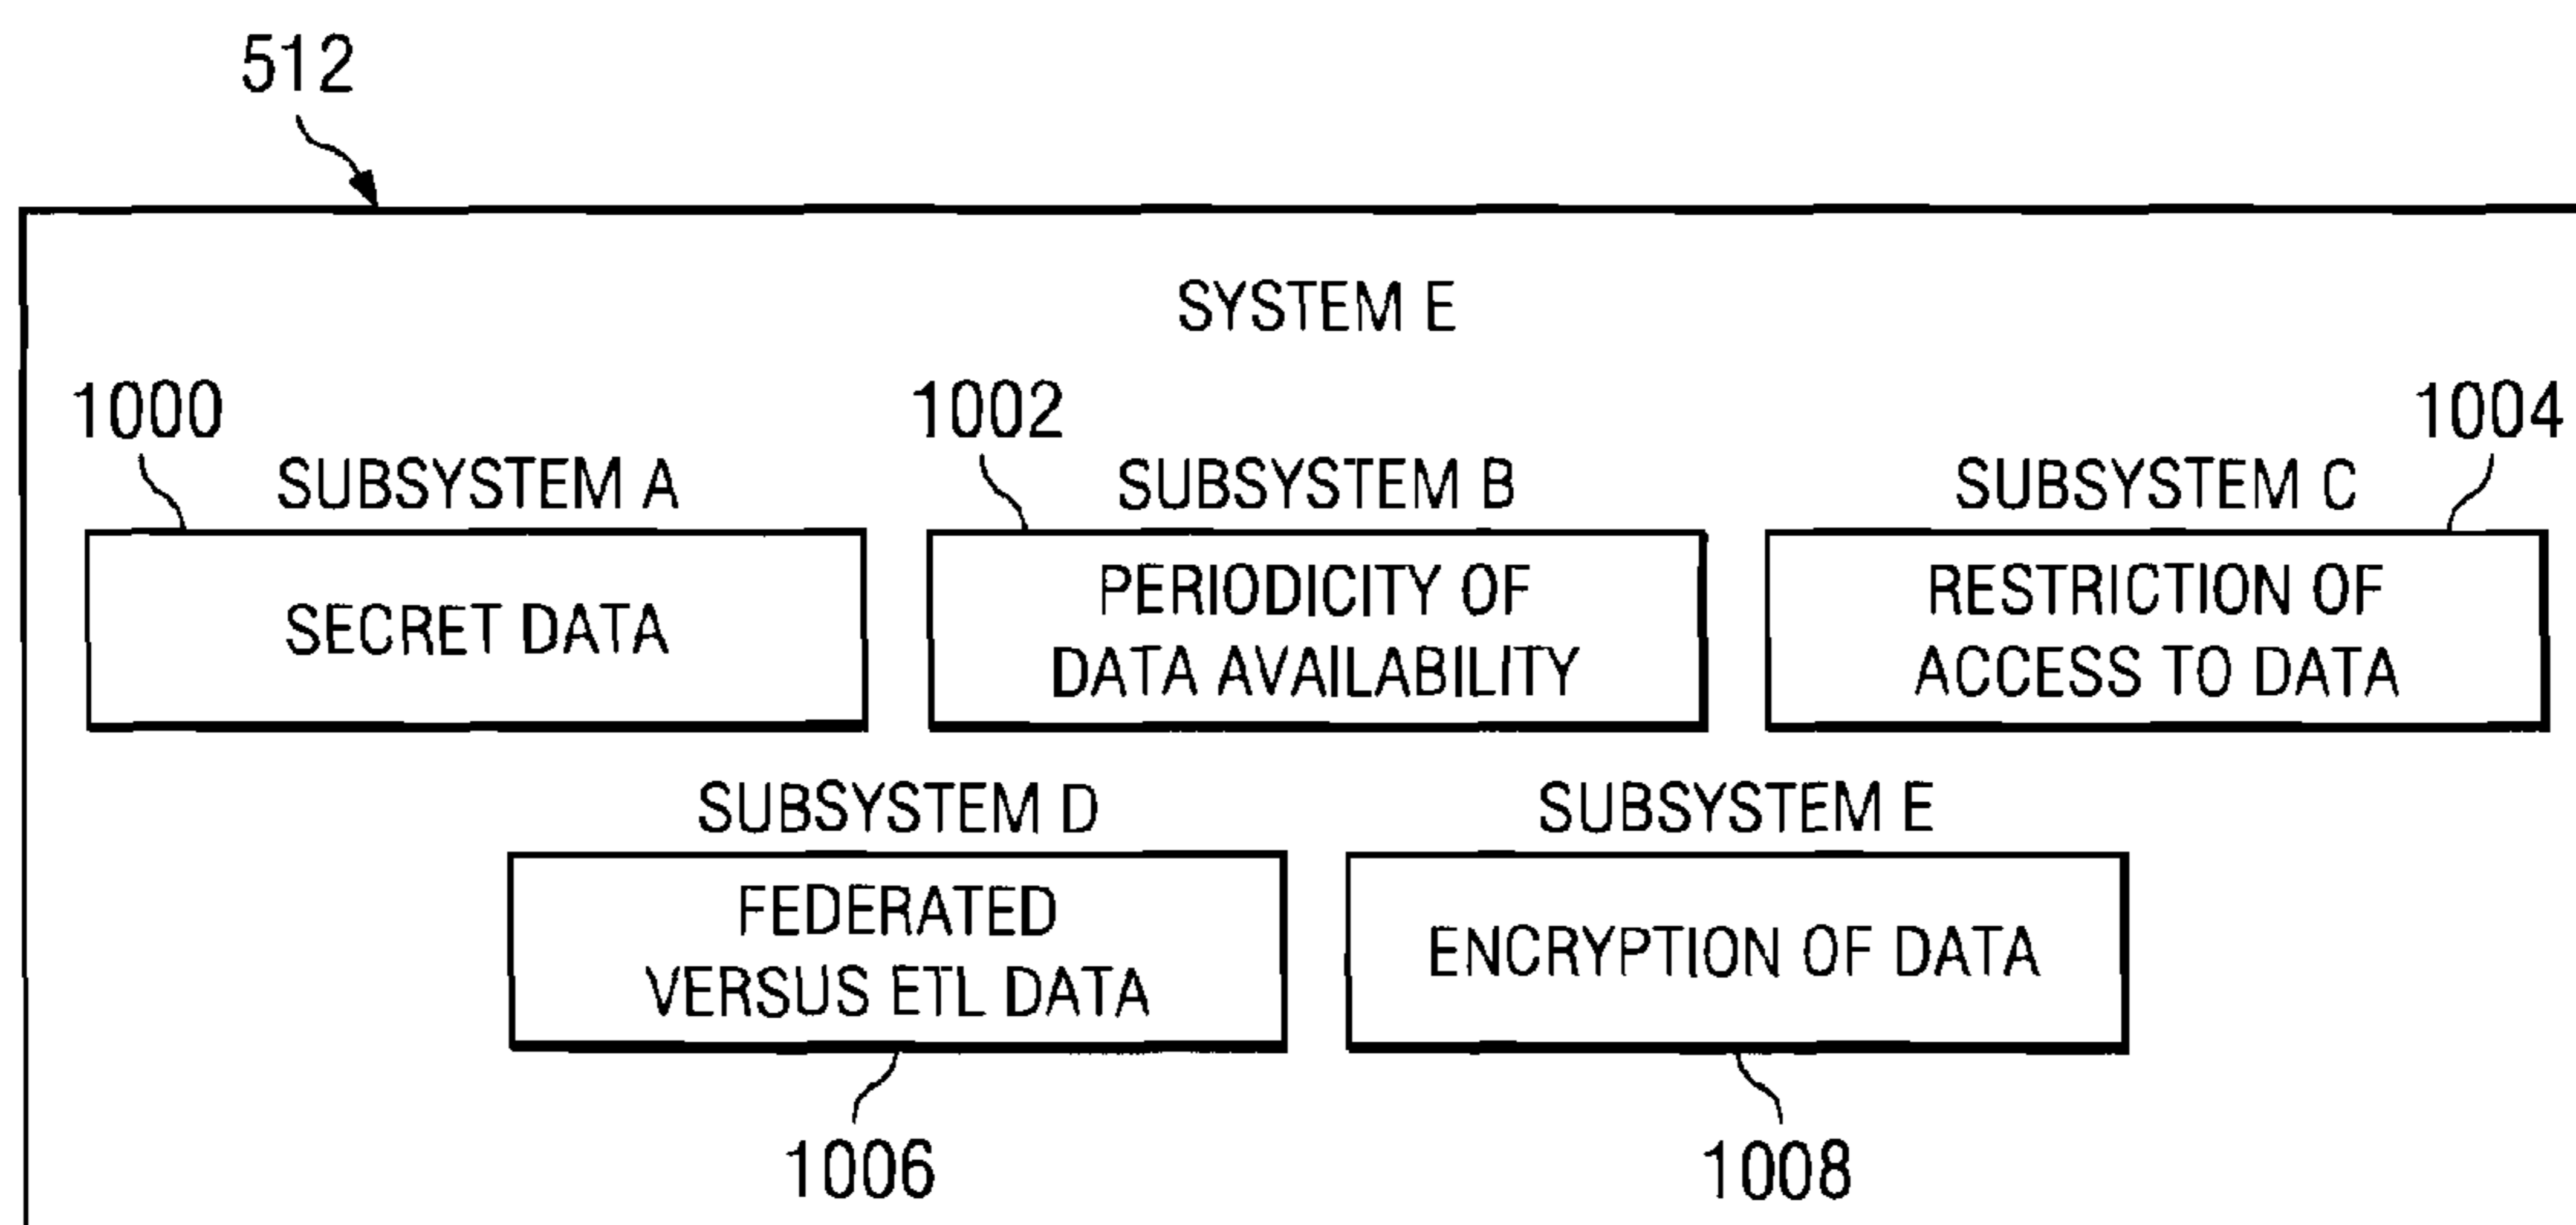 512
SYSTEM E
1000
1002
1004
SUBSYSTEM A
SUBSYSTEM B
SUBSYSTEM C
SECRET DATA
PERIODICITY OF
DATA AVAILABILITY
RESTRICTION OF
ACCESS TO DATA
SUBSYSTEM D
SUBSYSTEM E
FEDERATED
VERSUS ETL DATA
ENCRYPTION OF DATA
1006
1008